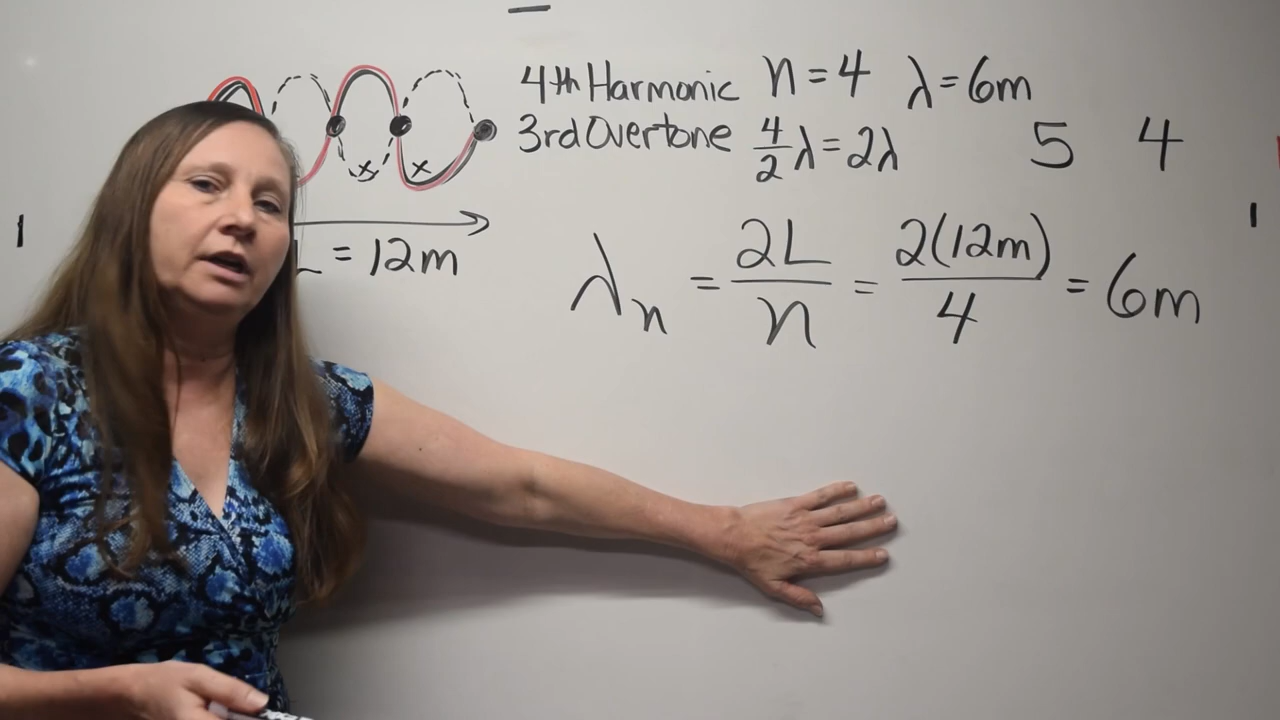 4th Harmonic n = 4 λ = 6m
3rd Overtone 4/2 λ = 2λ 5 4
L = 12m
λn = 2L/n = 2(12m)/4 = 6m